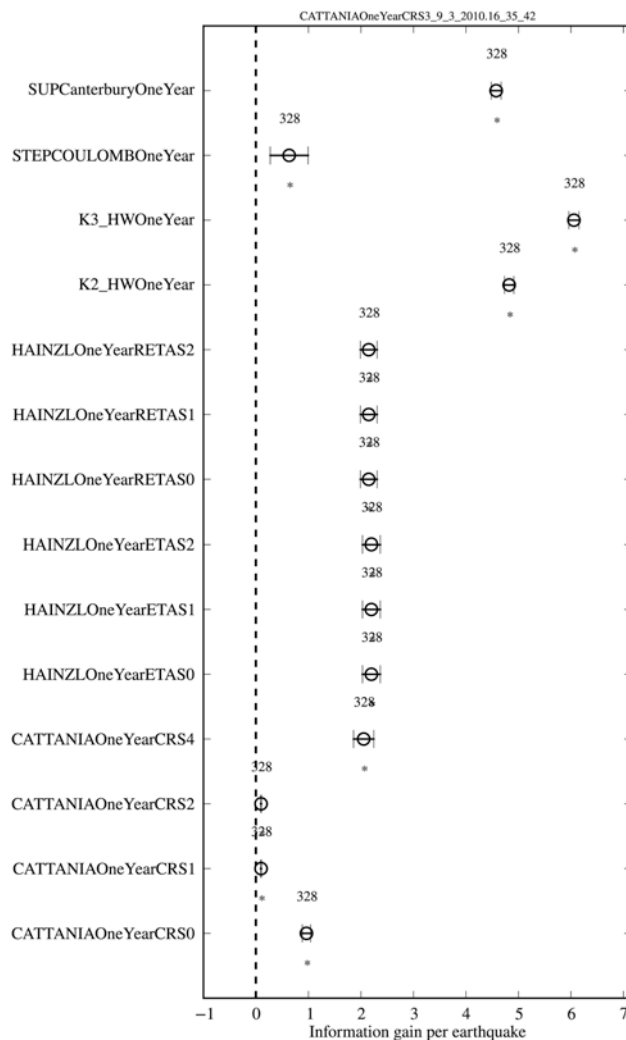 CATTANIAOneYearCRS3_9_3_2010.16_35_42
328
SUPCanterburyOneYear
*
328
STEPCOULOMBOneYear
*
328
K3_HWOneYear
*
328
K2_HWOneYear
*
328
HAINZLOneYearRETAS2
328
HAINZLOneYearRETAS1
328
HAINZLOneYearRETAS0
328
HAINZLOneYearETAS2
328
HAINZLOneYearETAS1
328
HAINZLOneYearETAS0
328
CATTANIAOneYearCRS4
*
328
CATTANIAOneYearCRS2
328
CATTANIAOneYearCRS1
*
328
CATTANIAOneYearCRS0
*
−1 0 1 2 3 4 5 6 7
Information gain per earthquake